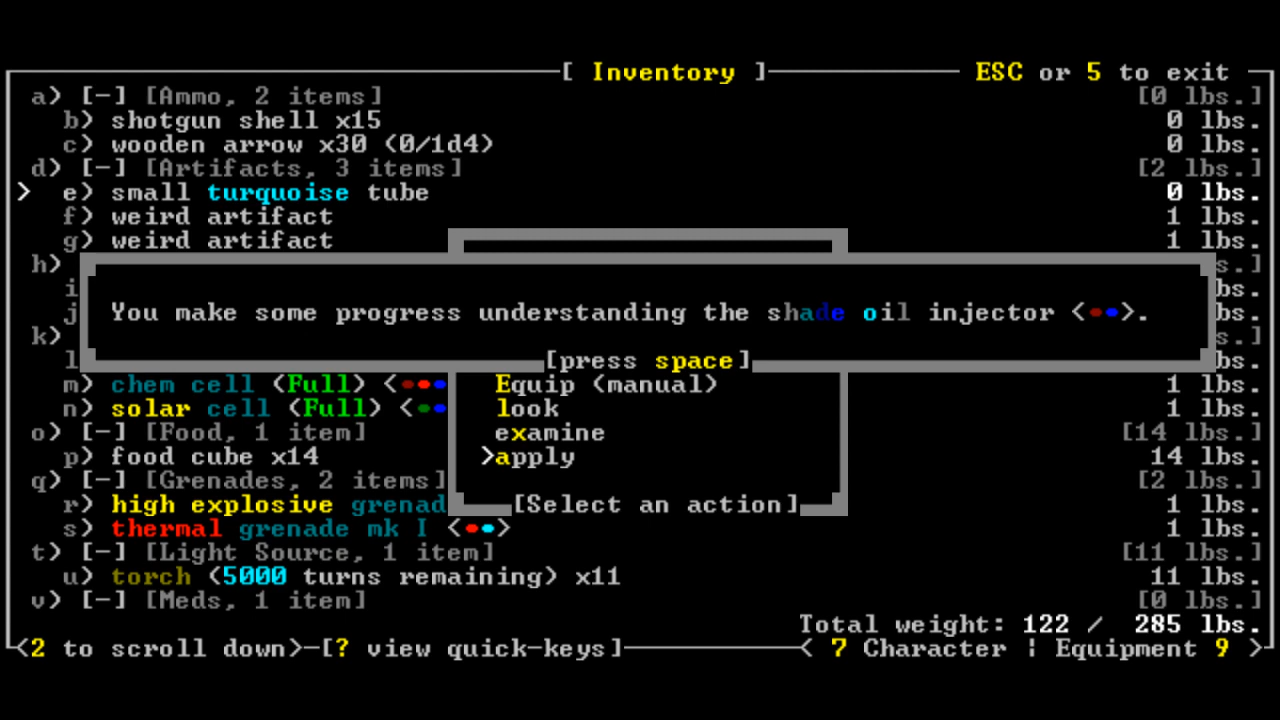 [ Inventory ] ESC or 5 to exit
a) [-] [Ammo, 2 items] [0 lbs.]
b) shotgun shell x15 0 lbs.
c) wooden arrow x30 (0/1d4) 0 lbs.
d) [-] [Artifacts, 3 items] [2 lbs.]
> e) small turquoise tube 0 lbs.
f) weird artifact 1 lbs.
g) weird artifact 1 lbs.
h) s.]
i bs.
You make some progress understanding the shade oil injector <••>.
j bs.
k) s.]
[press space]
l bs.
m) chem cell (Full) <••• Equip (manual) 1 lbs.
n) solar cell (Full) <•• look 1 lbs.
o) [-] [Food, 1 item] examine [14 lbs.]
p) food cube x14 >apply 14 lbs.
q) [-] [Grenades, 2 items] [2 lbs.]
r) high explosive grenad [Select an action] 1 lbs.
s) thermal grenade mk I <••> 1 lbs.
t) [-] [Light Source, 1 item] [11 lbs.]
u) torch (5000 turns remaining) x11 11 lbs.
v) [-] [Meds, 1 item] [0 lbs.]
Total weight: 122 / 285 lbs.
<2 to scroll down> [? view quick-keys] < 7 Character | Equipment 9 >